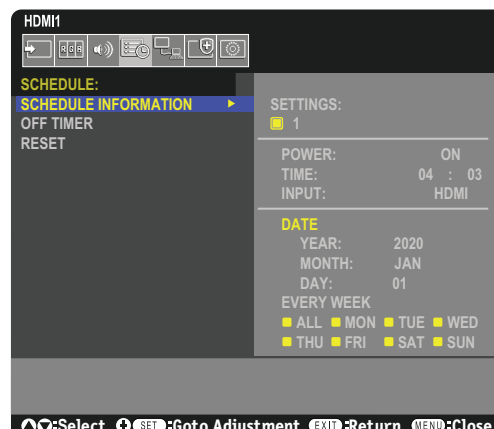 HDMI1
RGB
SCHEDULE:
SCHEDULE INFORMATION
OFF TIMER
RESET
SETTINGS:
1
POWER: ON
TIME: 04 : 03
INPUT: HDMI
DATE
YEAR: 2020
MONTH: JAN
DAY: 01
EVERY WEEK
ALL MON TUE WED
THU FRI SAT SUN
:Select SET :Goto Adjustment EXIT :Return MENU :Close